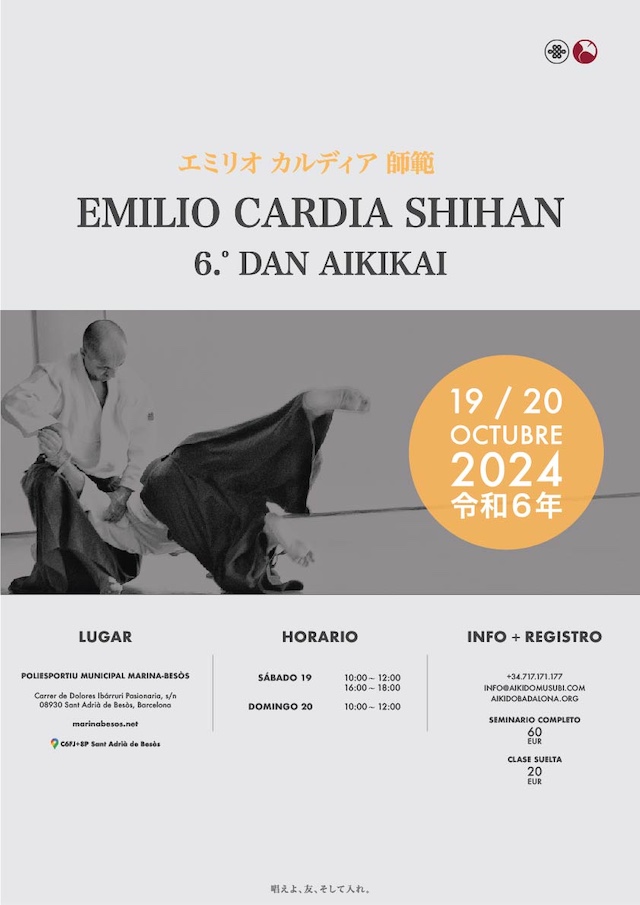 エミリオ カルディア 師範
EMILIO CARDIA SHIHAN
6.º DAN AIKIKAI
19 / 20
OCTUBRE
2024
令和6年
LUGAR
POLIESPORTIU MUNICIPAL MARINA-BESÒS
Carrer de Dolores Ibárruri Pasionaria, s/n
08930 Sant Adrià de Besòs, Barcelona
marinabesos.net
C6FJ+8P Sant Adrià de Besòs
HORARIO
SÁBADO 19 10:00 ~ 12:00
16:00 ~ 18:00
DOMINGO 20 10:00 ~ 12:00
INFO + REGISTRO
+34.717.171.177
INFO@AIKIDOMUSUBI.COM
AIKIDOBADALONA.ORG
SEMINARIO COMPLETO
60
EUR
CLASE SUELTA
20
EUR
唱えよ、友、そして入れ。